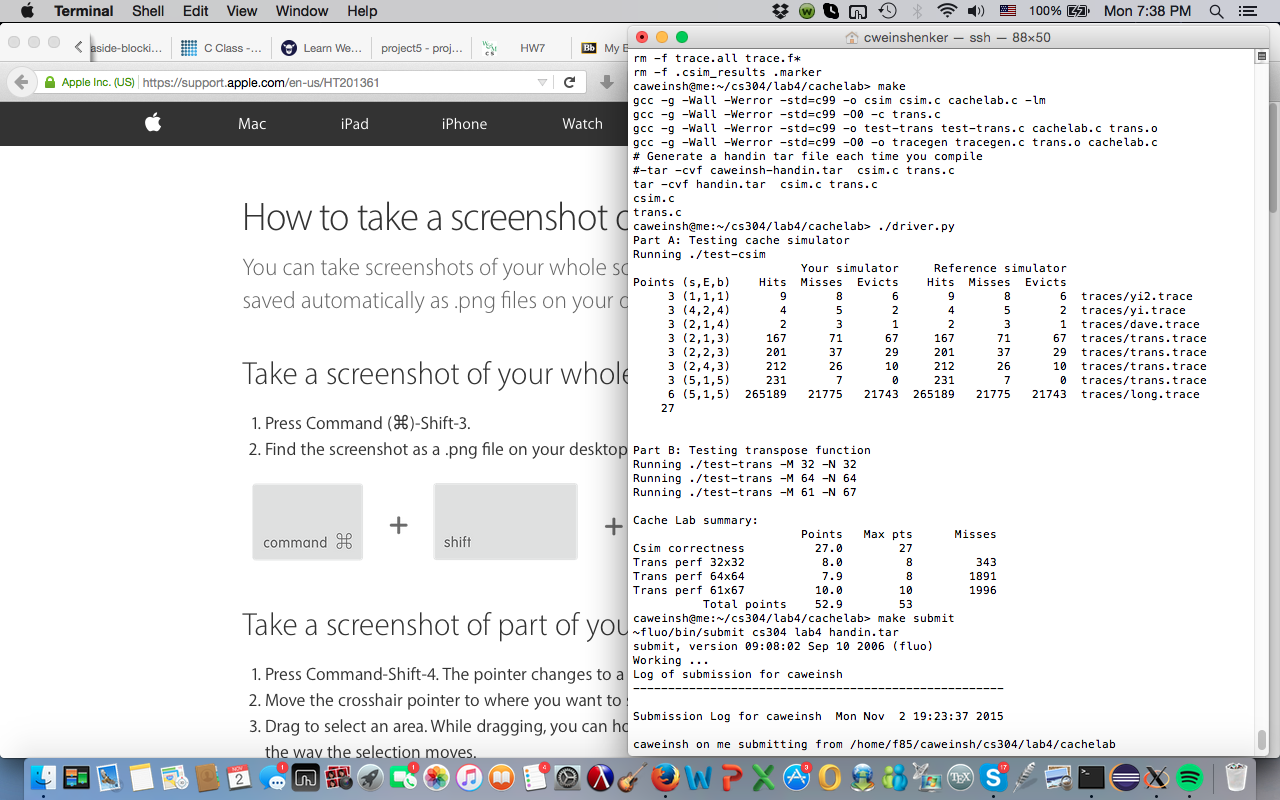 Terminal Shell Edit View Window Help 100% Mon 7:38 PM
aside-blocki... C Class -... Learn We... project5 - proj... HW7 My E
cweinshenker — ssh — 88×50
Apple Inc. (US) https://support.apple.com/en-us/HT201361
Mac iPad iPhone Watch
How to take a screenshot o
You can take screenshots of your whole sc
saved automatically as .png files on your d
Take a screenshot of your whole
1. Press Command (⌘)-Shift-3.
2. Find the screenshot as a .png file on your desktop
command ⌘ + shift +
Take a screenshot of part of you
1. Press Command-Shift-4. The pointer changes to a
2. Move the crosshair pointer to where you want to s
3. Drag to select an area. While dragging, you can ho
the way the selection moves.
rm -f trace.all trace.f*
rm -f .csim_results .marker
caweinsh@me:~/cs304/lab4/cachelab> make
gcc -g -Wall -Werror -std=c99 -o csim csim.c cachelab.c -lm
gcc -g -Wall -Werror -std=c99 -O0 -c trans.c
gcc -g -Wall -Werror -std=c99 -o test-trans test-trans.c cachelab.c trans.o
gcc -g -Wall -Werror -std=c99 -O0 -o tracegen tracegen.c trans.o cachelab.c
# Generate a handin tar file each time you compile
#-tar -cvf caweinsh-handin.tar  csim.c trans.c
tar -cvf handin.tar  csim.c trans.c
csim.c
trans.c
caweinsh@me:~/cs304/lab4/cachelab> ./driver.py
Part A: Testing cache simulator
Running ./test-csim
Your simulator     Reference simulator
Points (s,E,b)    Hits  Misses  Evicts    Hits  Misses  Evicts
3 (1,1,1)       9       8       6       9       8       6  traces/yi2.trace
3 (4,2,4)       4       5       2       4       5       2  traces/yi.trace
3 (2,1,4)       2       3       1       2       3       1  traces/dave.trace
3 (2,1,3)     167      71      67     167      71      67  traces/trans.trace
3 (2,2,3)     201      37      29     201      37      29  traces/trans.trace
3 (2,4,3)     212      26      10     212      26      10  traces/trans.trace
3 (5,1,5)     231       7       0     231       7       0  traces/trans.trace
6 (5,1,5)  265189   21775   21743  265189   21775   21743  traces/long.trace
27
Part B: Testing transpose function
Running ./test-trans -M 32 -N 32
Running ./test-trans -M 64 -N 64
Running ./test-trans -M 61 -N 67
Cache Lab summary:
Points   Max pts      Misses
Csim correctness        27.0     27
Trans perf 32x32         8.0      8         343
Trans perf 64x64         7.9      8        1891
Trans perf 61x67        10.0     10        1996
Total points    52.9     53
caweinsh@me:~/cs304/lab4/cachelab> make submit
~fluo/bin/submit cs304 lab4 handin.tar
submit, version 09:08:02 Sep 10 2006 (fluo)
Working ...
Log of submission for caweinsh
-----------------------------------------------------
Submission Log for caweinsh  Mon Nov  2 19:23:37 2015
caweinsh on me submitting from /home/f85/caweinsh/cs304/lab4/cachelab